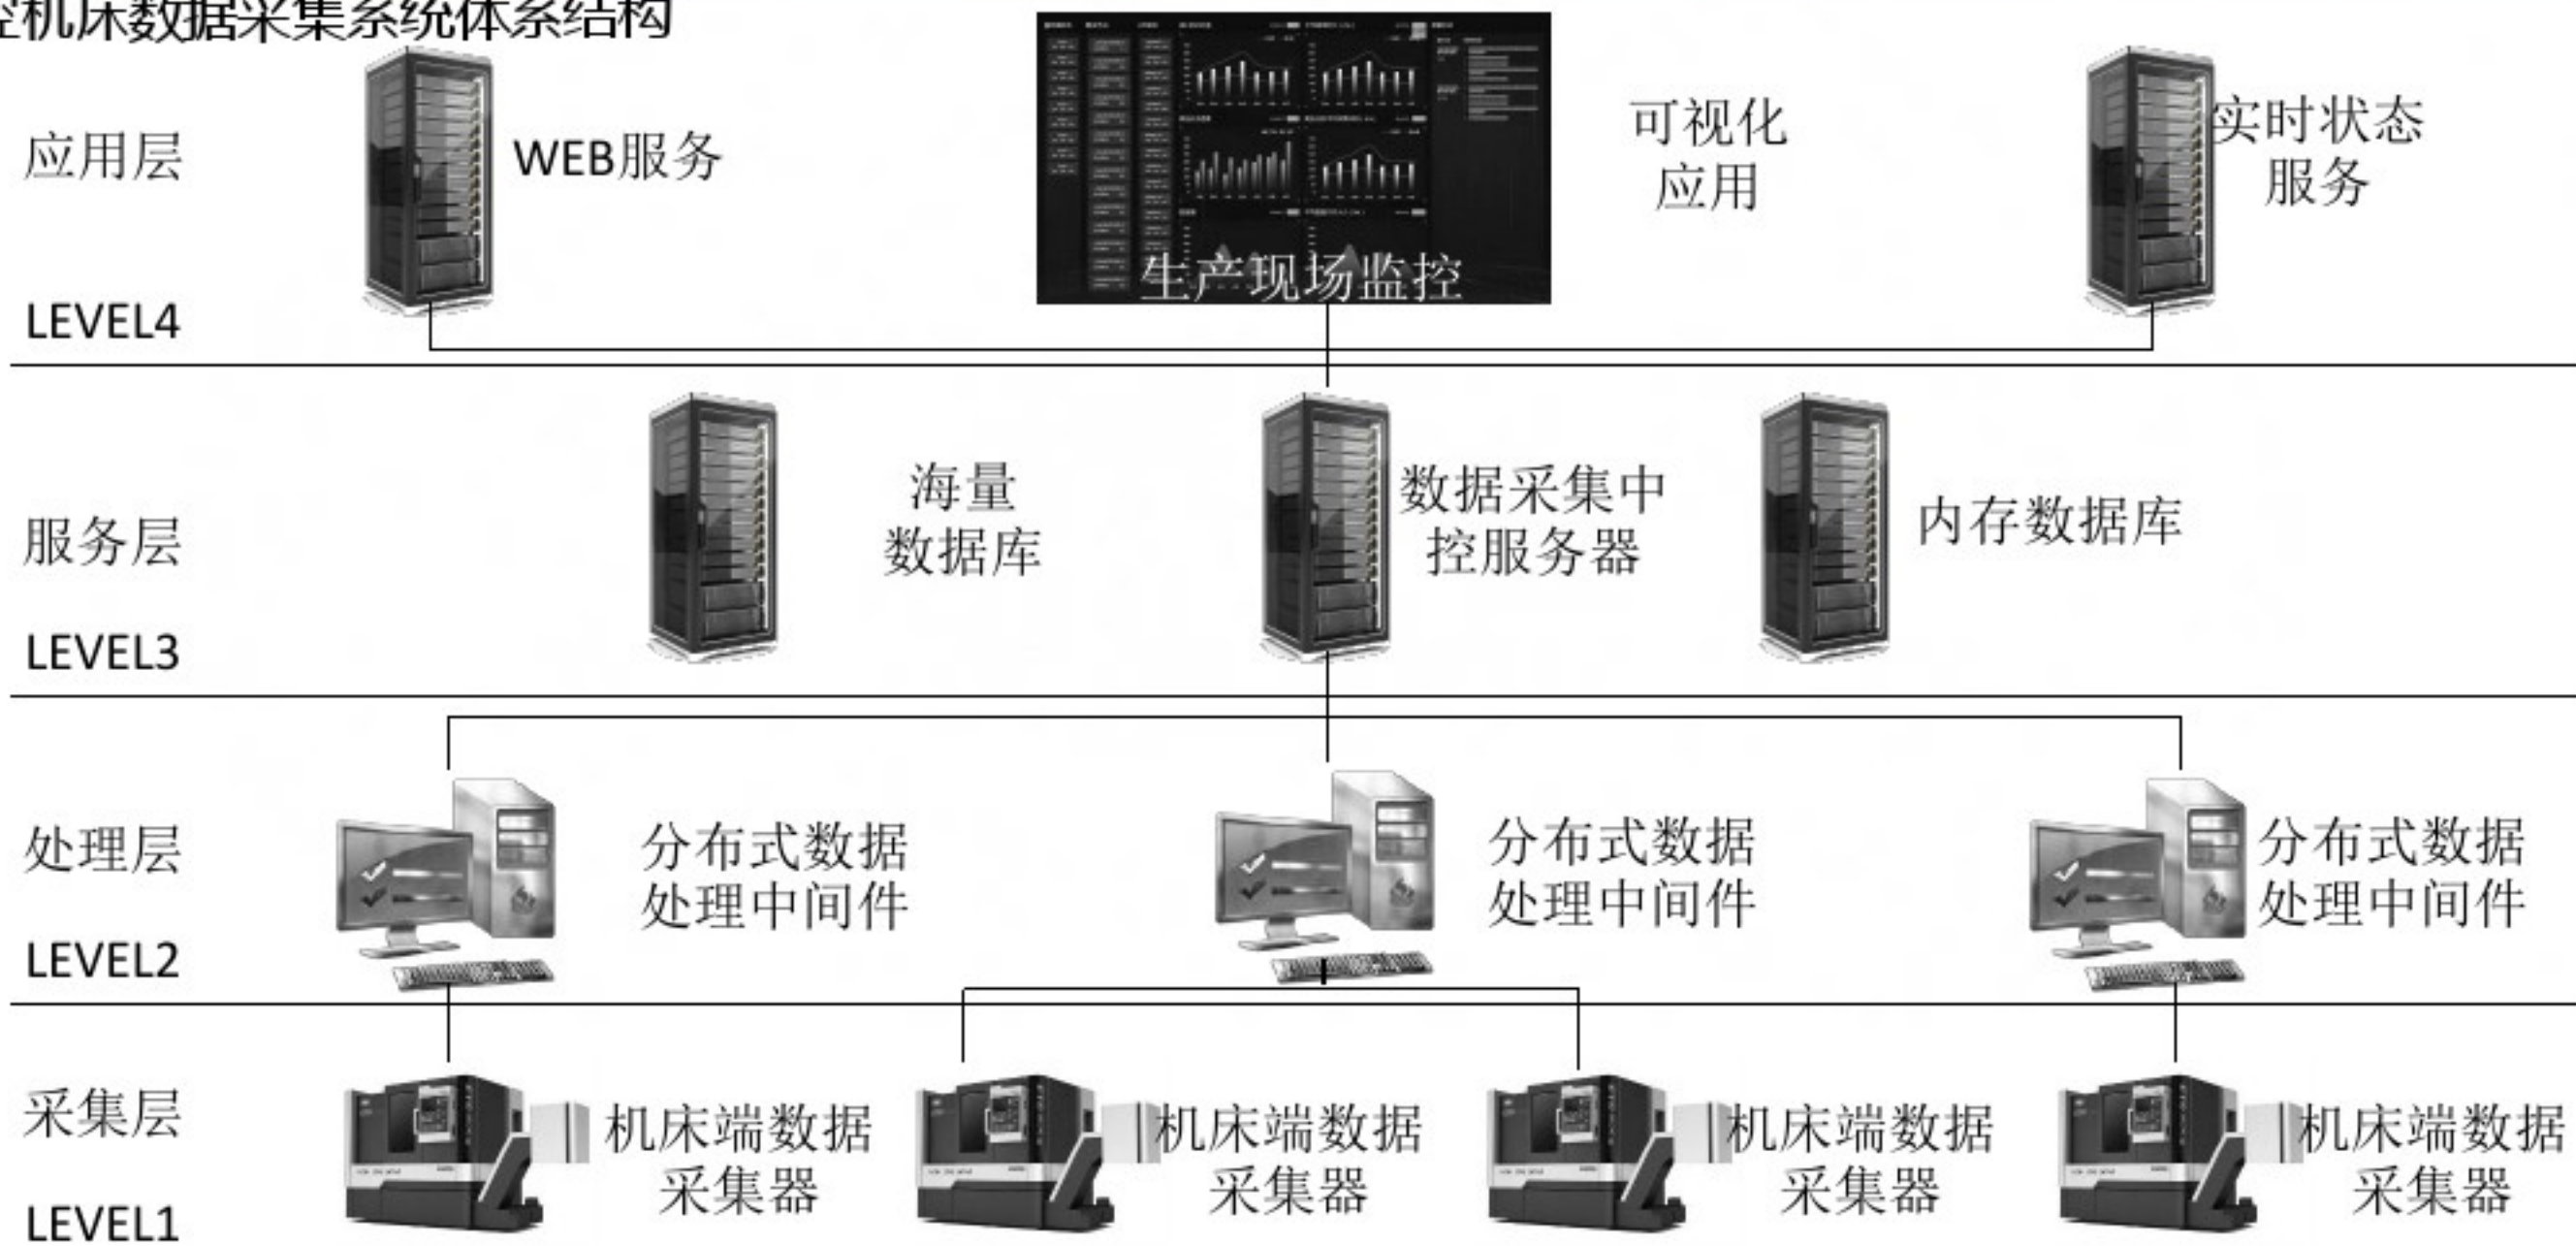 机床数据采集系统体系结构
应用层
WEB服务
生产现场监控
可视化
应用
实时状态
服务
LEVEL4
服务层
海量
数据库
数据采集中
控服务器
内存数据库
LEVEL3
处理层
分布式数据
处理中间件
分布式数据
处理中间件
分布式数据
处理中间件
LEVEL2
采集层
机床端数据
采集器
机床端数据
采集器
机床端数据
采集器
机床端数据
采集器
LEVEL1